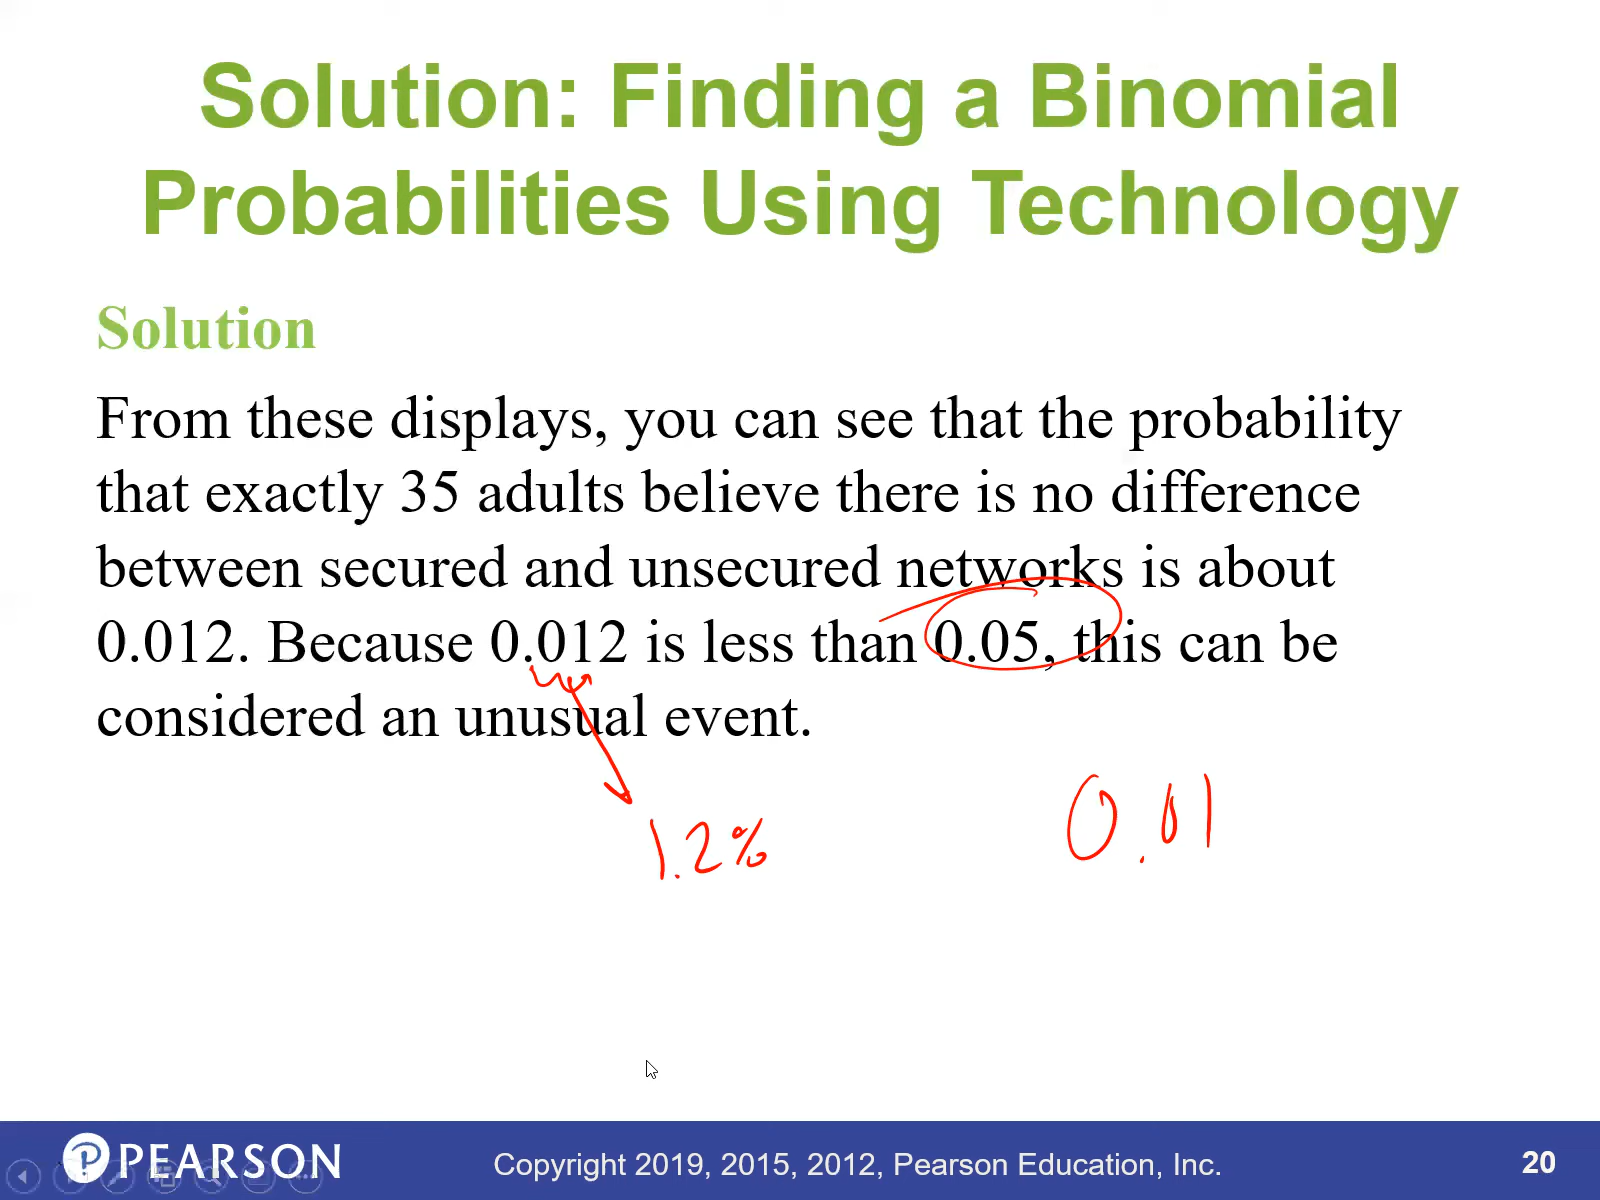 Solution: Finding a Binomial
Probabilities Using Technology
Solution
From these displays, you can see that the probability
that exactly 35 adults believe there is no difference
between secured and unsecured networks is about
0.012. Because 0.012 is less than 0.05, this can be
considered an unusual event.
1.2%
0.01
PEARSON
Copyright 2019, 2015, 2012, Pearson Education, Inc.
20